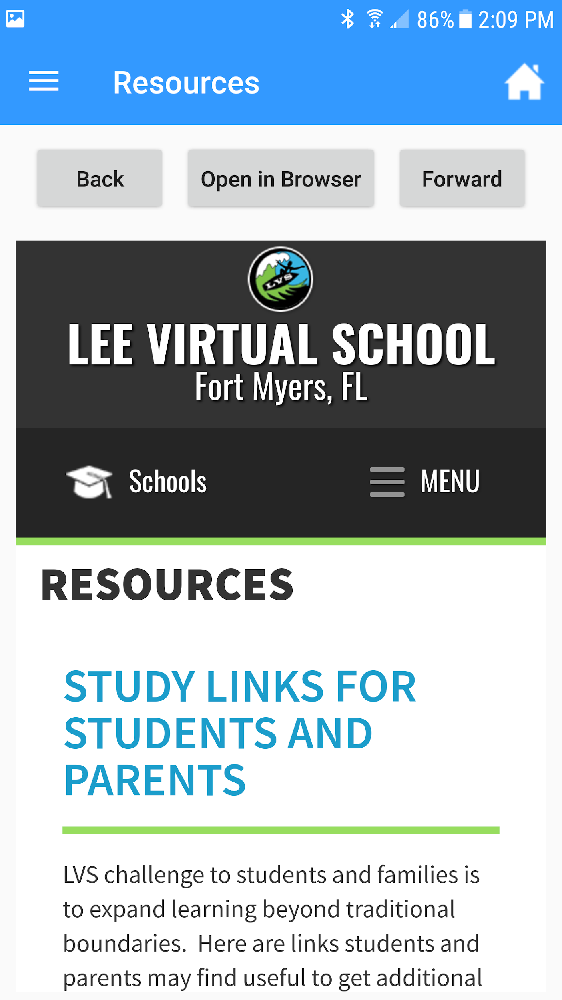 86% 2:09 PM
Resources
Back Open in Browser Forward
LVS
LEE VIRTUAL SCHOOL
Fort Myers, FL
Schools MENU
RESOURCES
STUDY LINKS FOR
STUDENTS AND
PARENTS
LVS challenge to students and families is
to expand learning beyond traditional
boundaries.  Here are links students and
parents may find useful to get additional